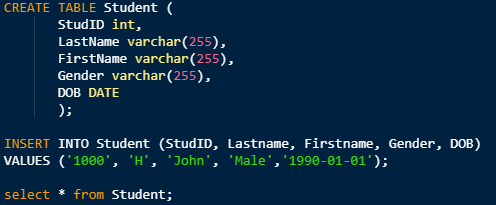 CREATE TABLE Student (
StudID int,
LastName varchar(255),
FirstName varchar(255),
Gender varchar(255),
DOB DATE
);
INSERT INTO Student (StudID, Lastname, Firstname, Gender, DOB)
VALUES ('1000', 'H', 'John', 'Male','1990-01-01');
select * from Student;